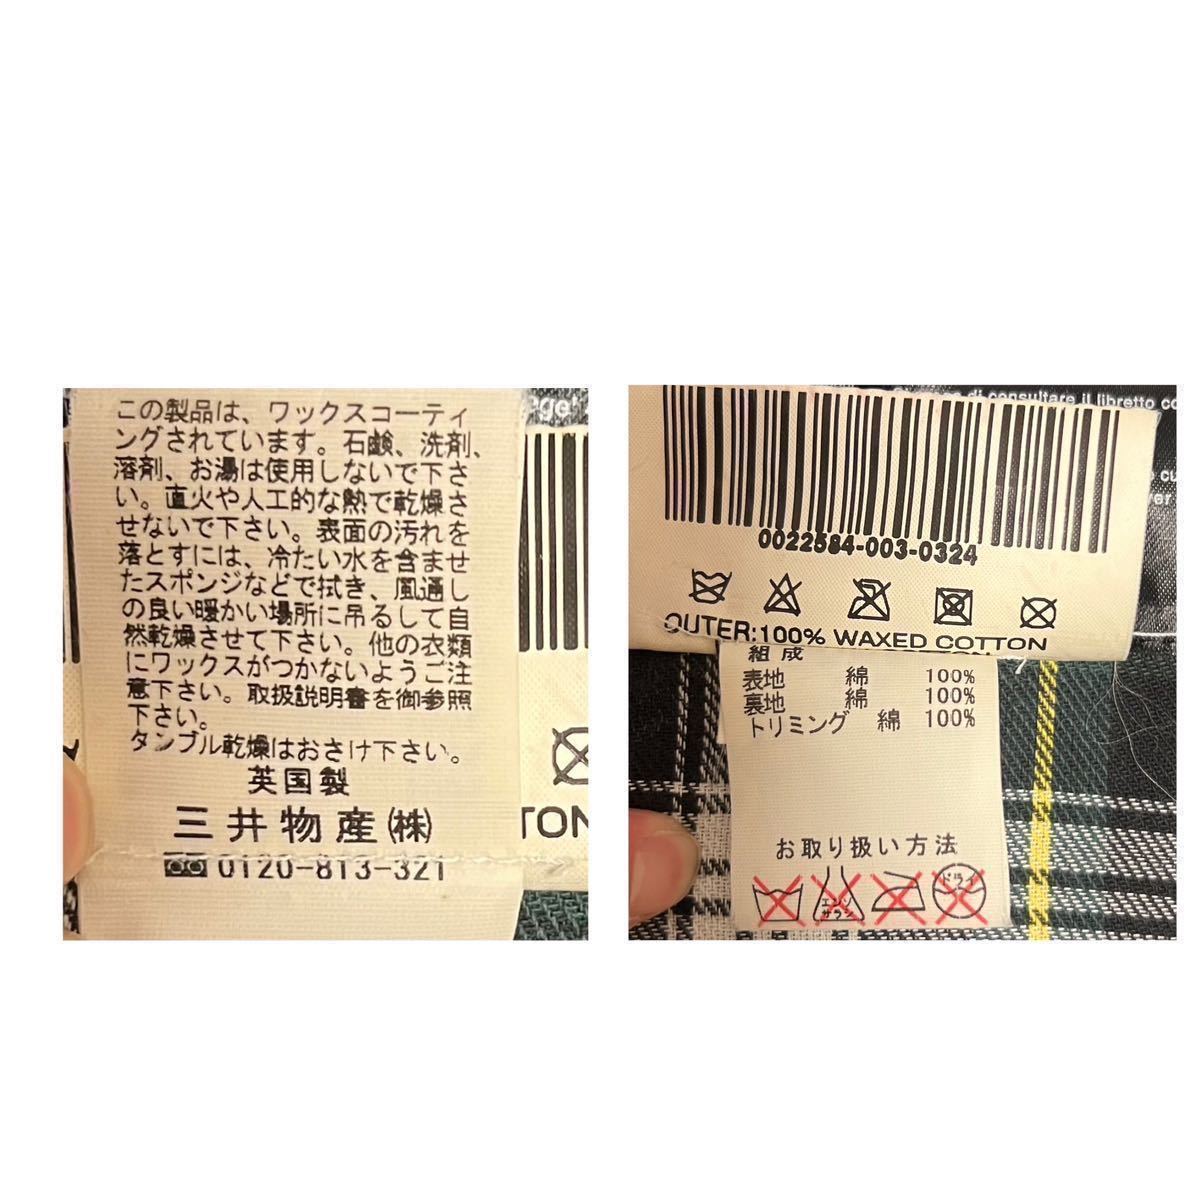 この製品は、ワックスコーティ
ングされています。石鹸、洗剤、
溶剤、お湯は使用しないで下さ
い。直火や人工的な熱で乾燥さ
せないで下さい。表面の汚れを
落とすには、冷たい水を含ませ
たスポンジなどで拭き、風通し
の良い暖かい場所に吊るして自
然乾燥させて下さい。他の衣類
にワックスがつかないようご注
意下さい。取扱説明書を御参照
下さい。
タンブル乾燥はおさけ下さい。
英国製
三井物産㈱
0120-813-321
TON
di consultare il libretto
0022584-003-0324
OUTER:100% WAXED COTTON
組成
表地 綿 100%
裏地 綿 100%
トリミング 綿 100%
お取り扱い方法
エンソ
サラシ
ドライ